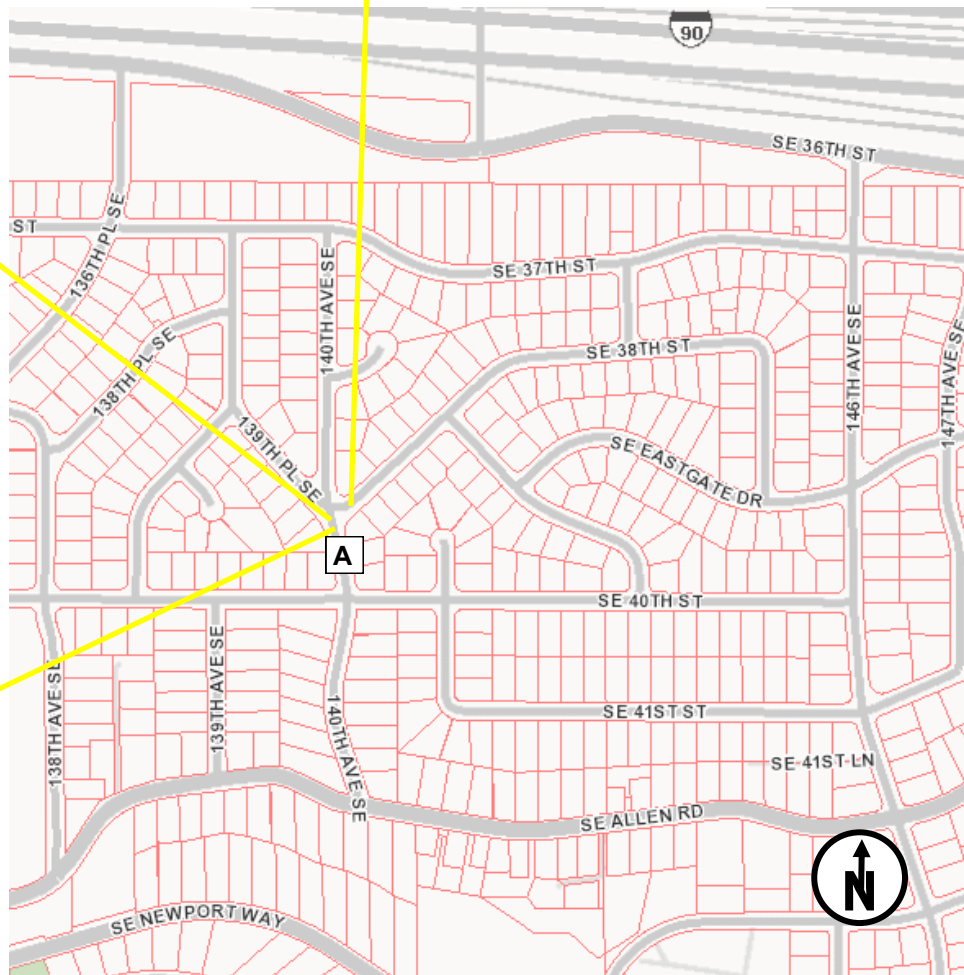 90
SE 36TH ST
ST
136TH PL SE
140TH AVE SE
SE 37TH ST
138TH PL SE
SE 38TH ST
146TH AVE SE
147TH AVE SE
139TH PL SE
SE EASTGATE DR
A
SE 40TH ST
138TH AVE SE
139TH AVE SE
140TH AVE SE
SE 41ST ST
SE 41ST LN
SE ALLEN RD
N
SE NEWPORT WAY